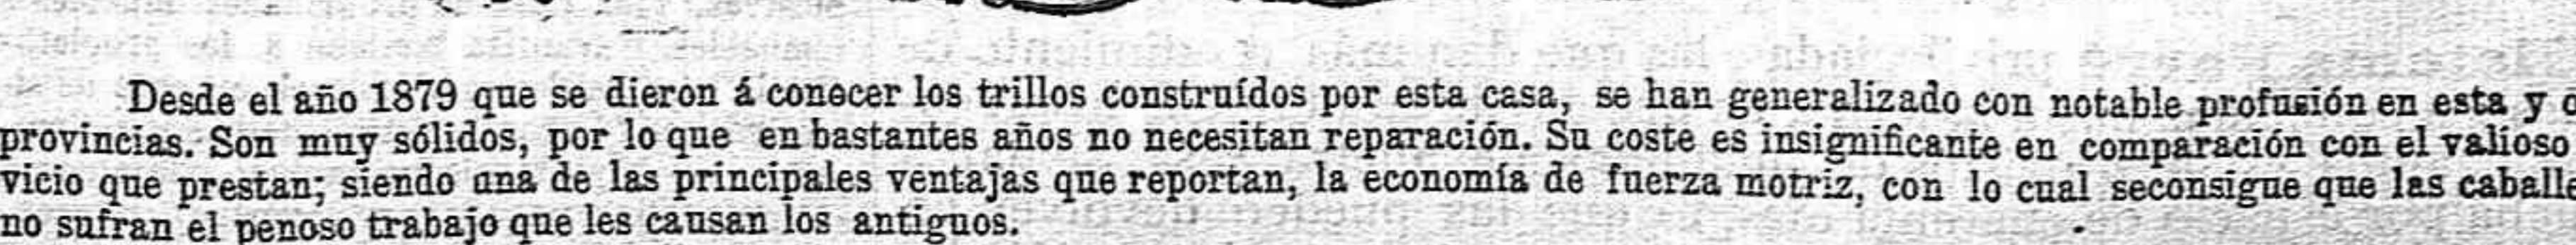 Desde el año 1879 que se dieron á conocer los trillos construídos por esta casa, se han generalizado con notable profusión en esta y
provincias. Son muy sólidos, por lo que en bastantes años no necesitan reparación. Su coste es insignificante en comparación con el valioso
vicio que prestan; siendo una de las principales ventajas que reportan, la economía de fuerza motriz, con lo cual seconsigue que las caball
no sufran el penoso trabajo que les causan los antiguos.